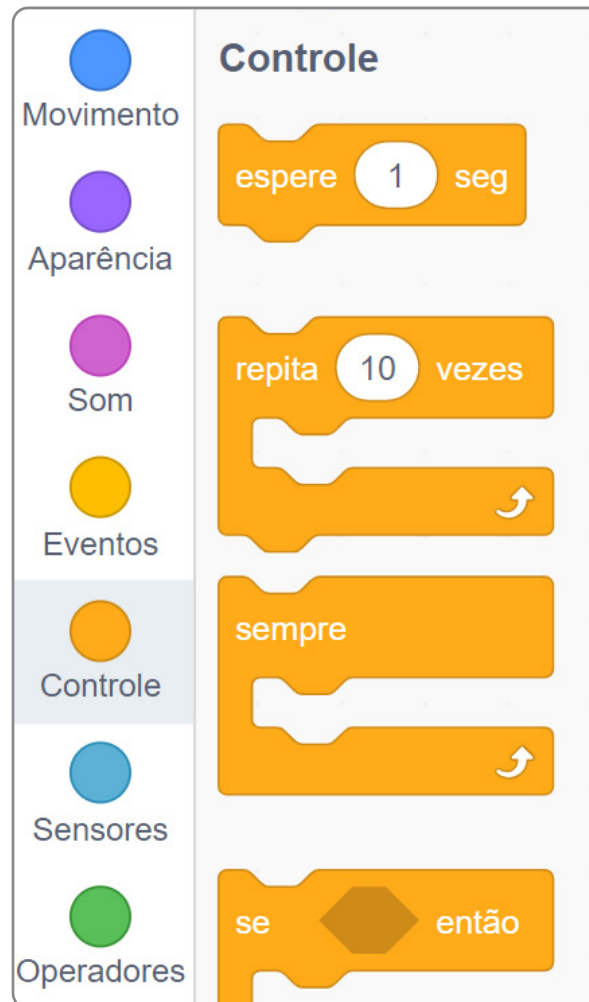 Movimento
Aparência
Som
Eventos
Controle
Sensores
Operadores
Controle
espere 1 seg
repita 10 vezes
sempre
se então